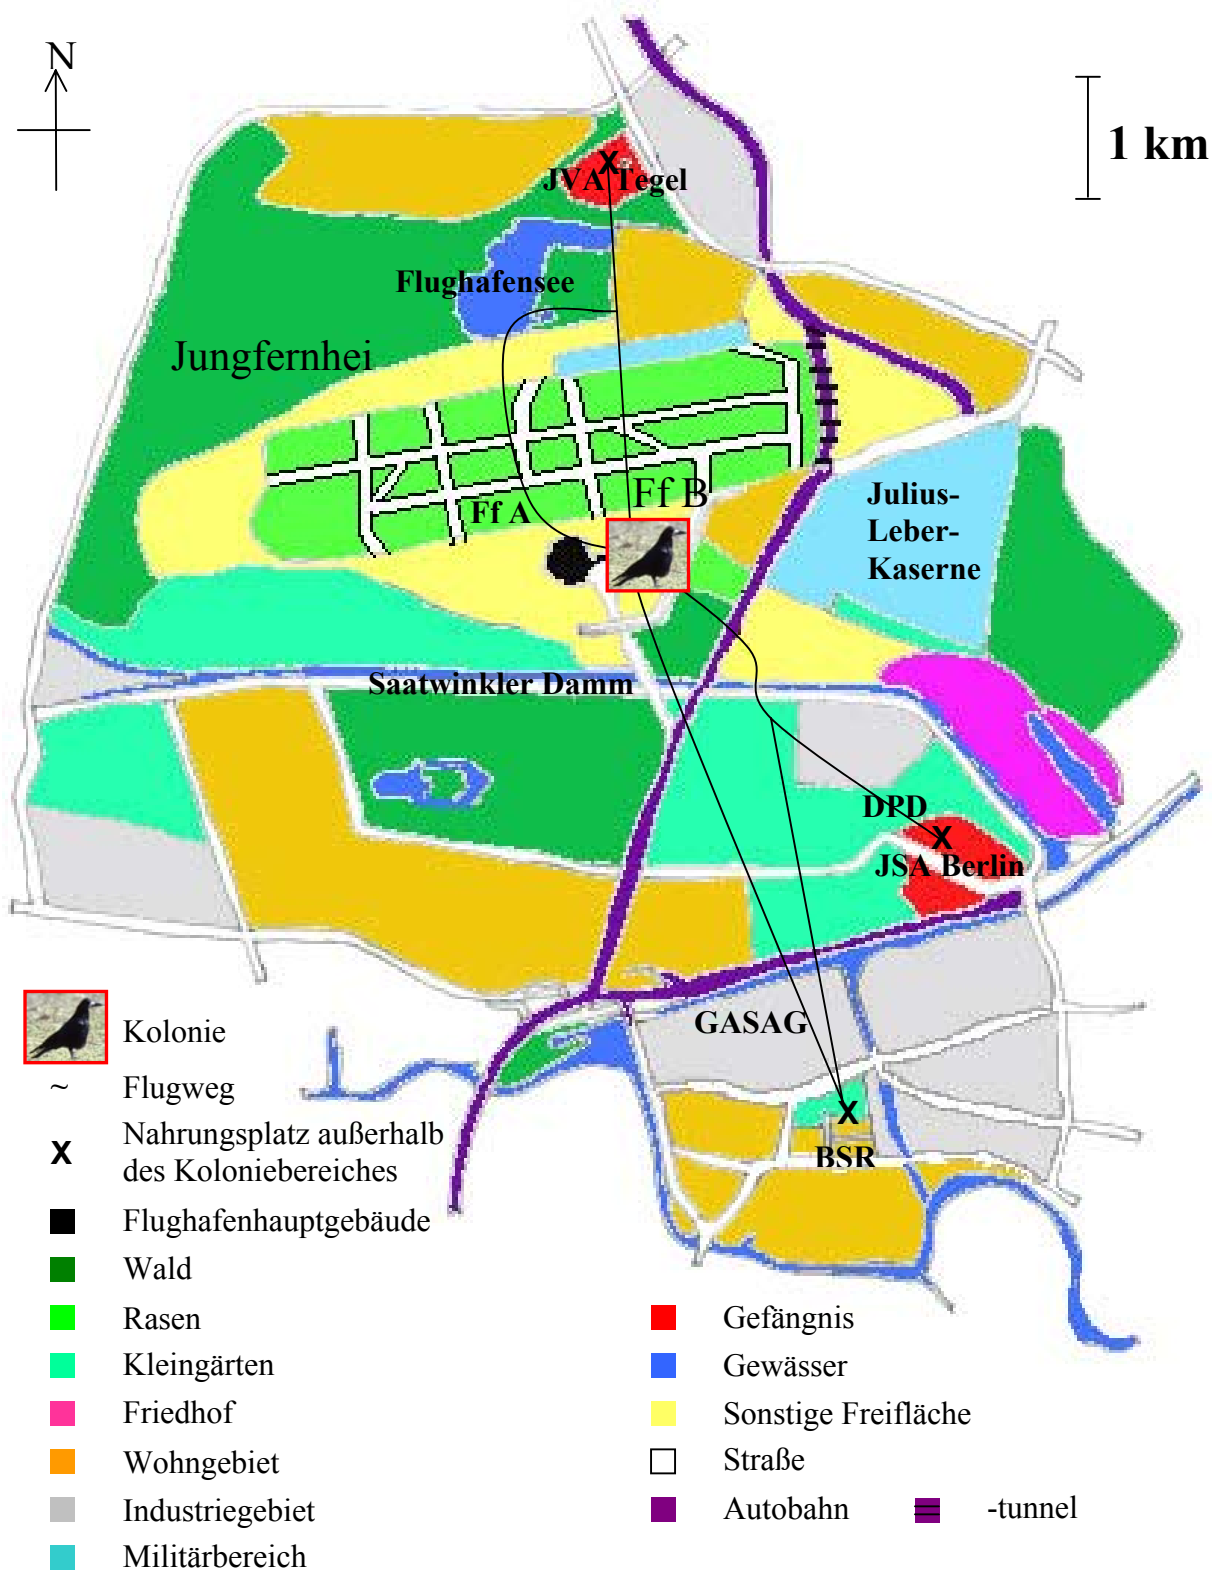 N
1 km
JVA Tegel
Flughafensee
Jungfernhei
Ff B
Ff A
Julius-
Leber-
Kaserne
Saatwinkler Damm
DPD
JSA Berlin
GASAG
BSR
Kolonie
~ Flugweg
X Nahrungsplatz außerhalb
des Koloniebereiches
Flughafenhauptgebäude
Wald
Rasen
Kleingärten
Friedhof
Wohngebiet
Industriegebiet
Militärbereich
Gefängnis
Gewässer
Sonstige Freifläche
Straße
Autobahn
-tunnel
X
X
X